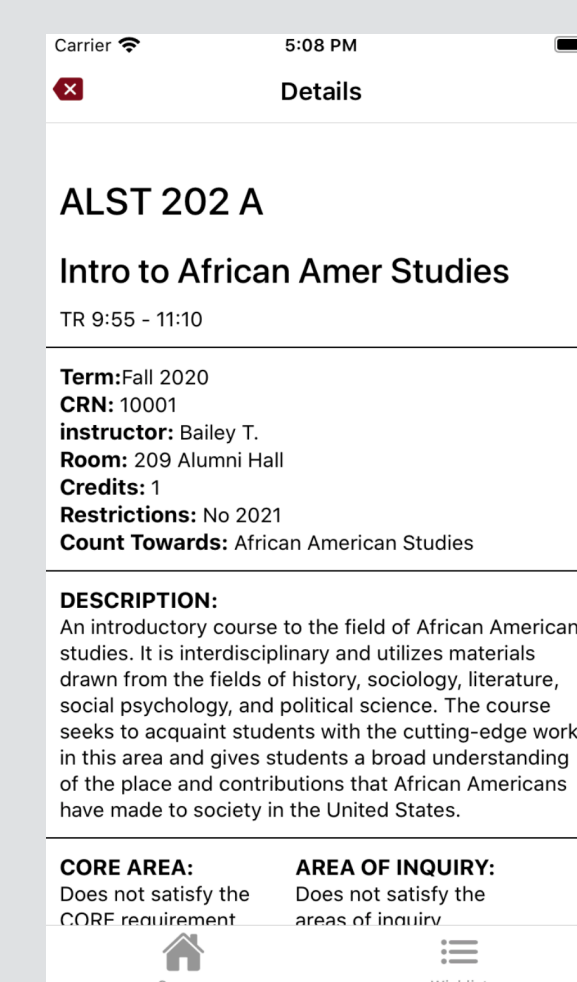 Carrier 5:08 PM
Details
ALST 202 A
Intro to African Amer Studies
TR 9:55 - 11:10
Term:Fall 2020
CRN: 10001
instructor: Bailey T.
Room: 209 Alumni Hall
Credits: 1
Restrictions: No 2021
Count Towards: African American Studies
DESCRIPTION:
An introductory course to the field of African American
studies. It is interdisciplinary and utilizes materials
drawn from the fields of history, sociology, literature,
social psychology, and political science. The course
seeks to acquaint students with the cutting-edge work
in this area and gives students a broad understanding
of the place and contributions that African Americans
have made to society in the United States.
CORE AREA: AREA OF INQUIRY:
Does not satisfy the Does not satisfy the
CORE requirement areas of inquiry